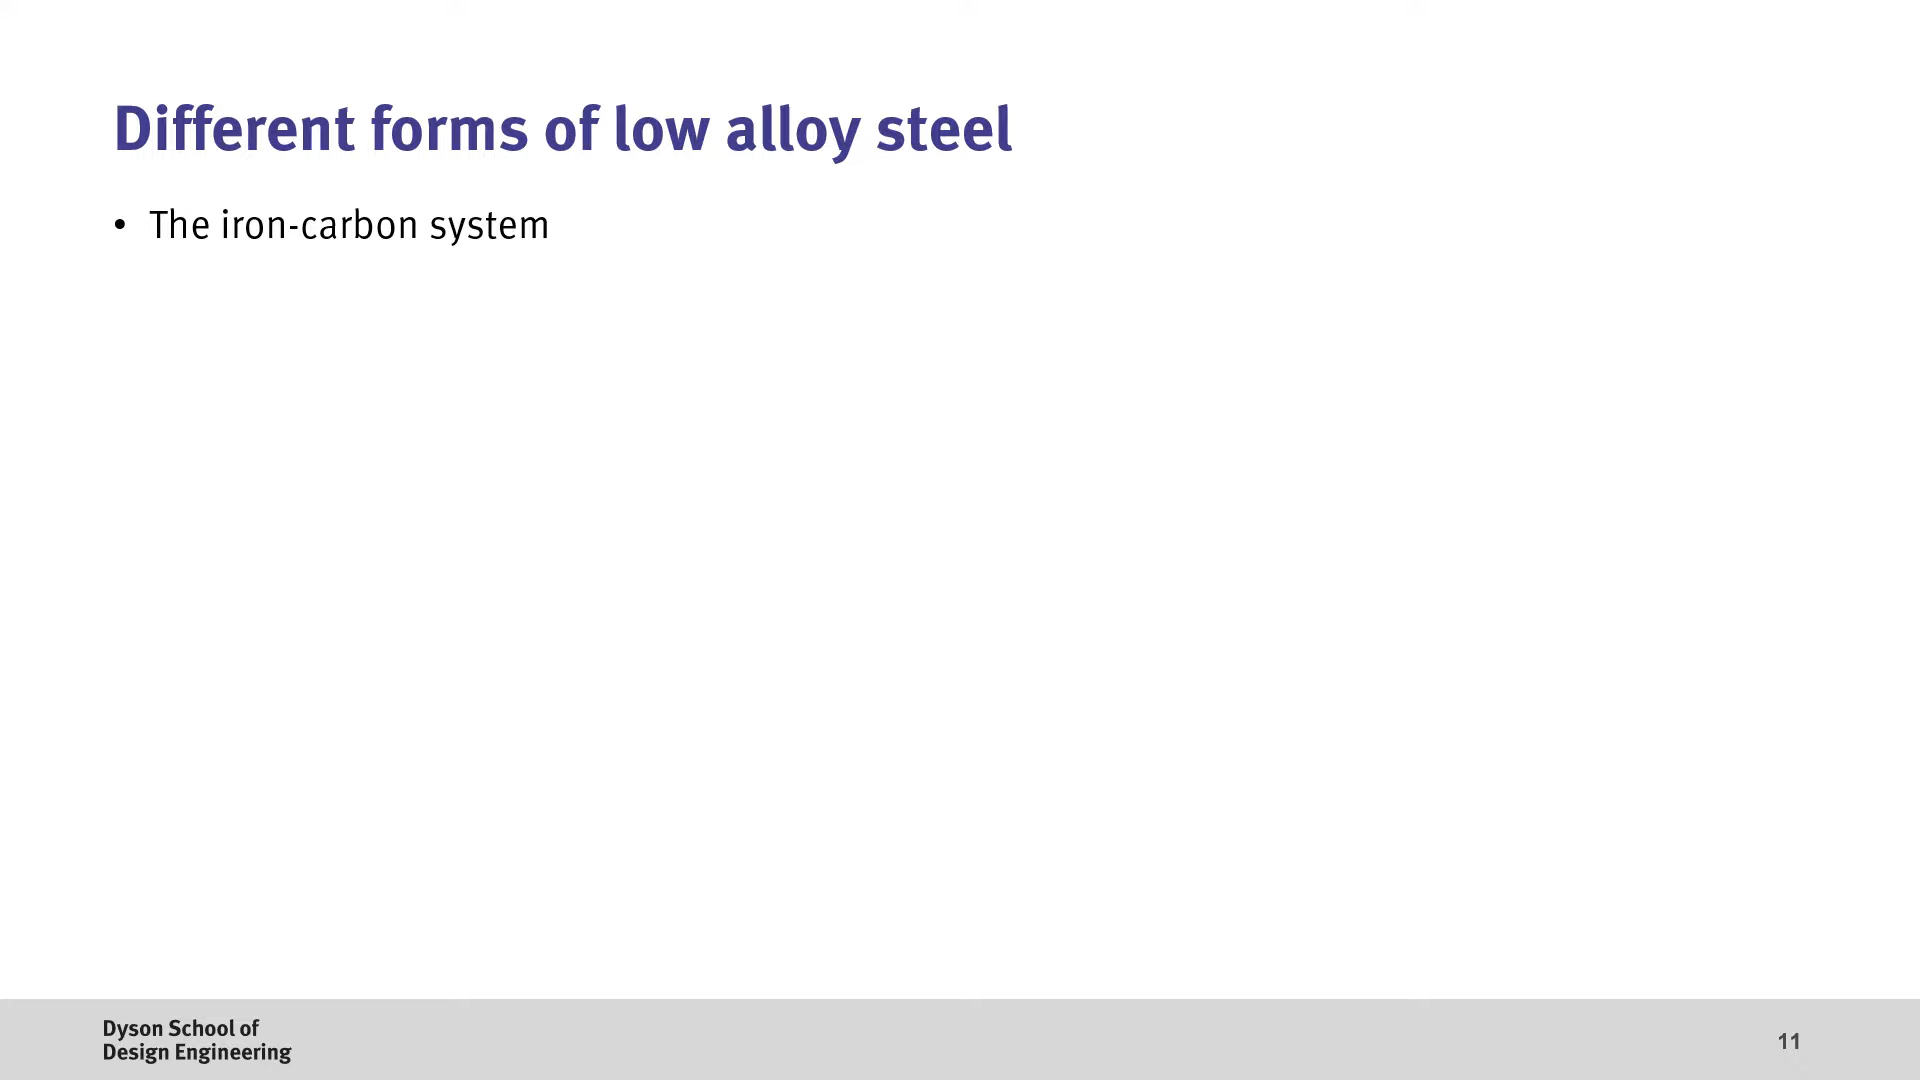 Different forms of low alloy steel
• The iron-carbon system
Dyson School of
Design Engineering
11